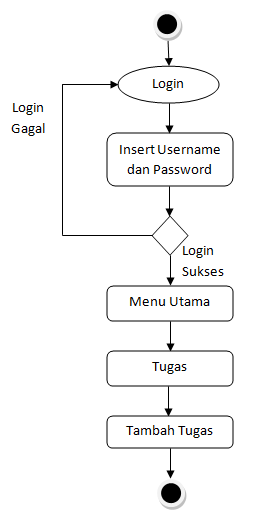 Login
Login
Gagal
Insert Username
dan Password
Login
Sukses
Menu Utama
Tugas
Tambah Tugas